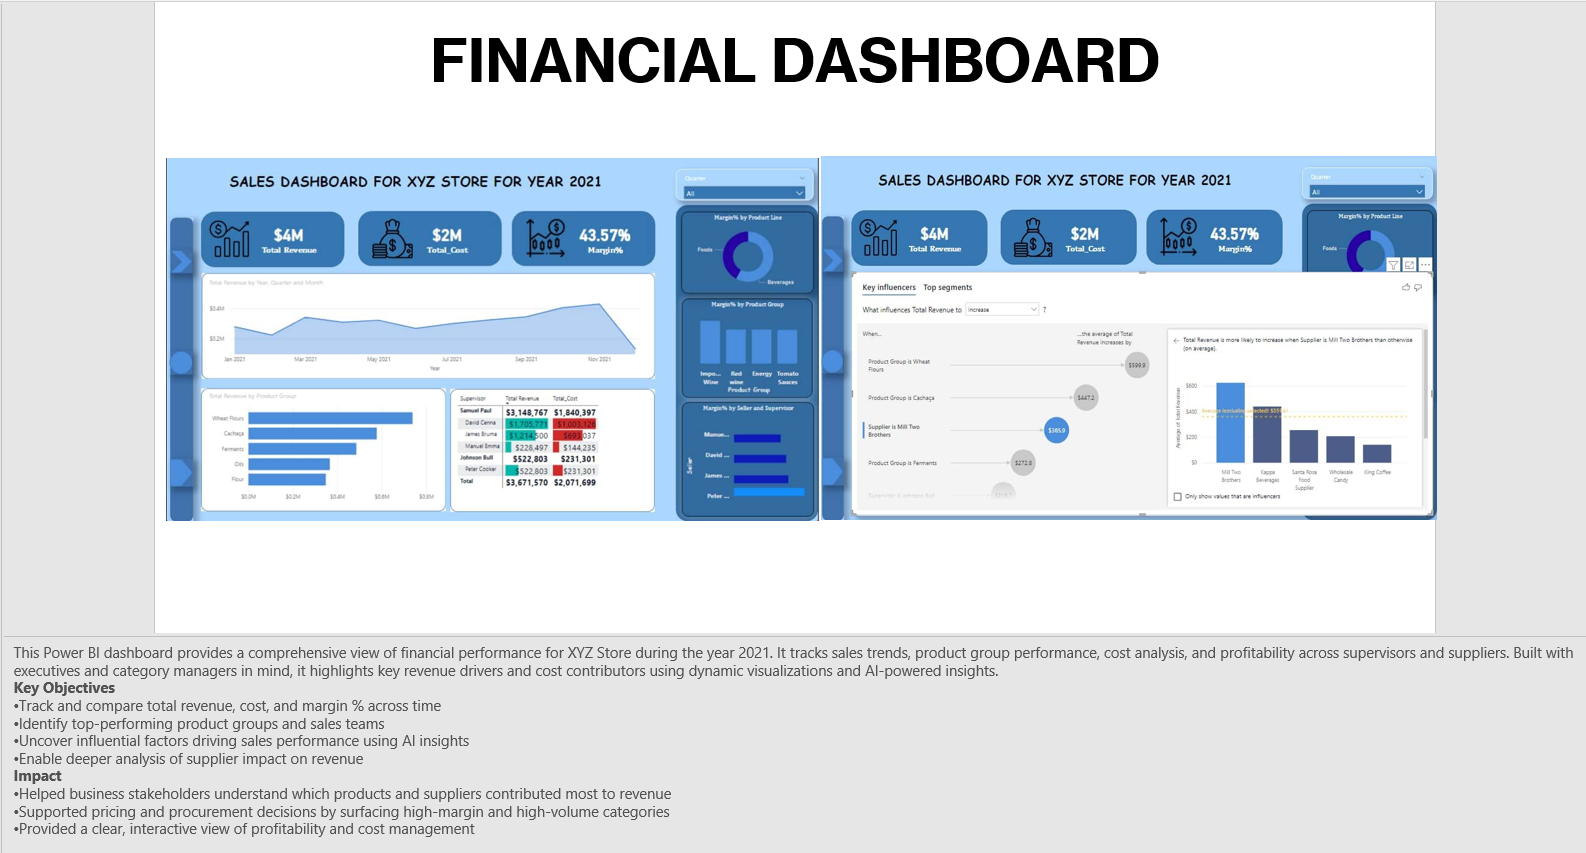 FINANCIAL DASHBOARD
SALES DASHBOARD FOR XYZ STORE FOR YEAR 2021
Quarter
All
$4M
Total Revenue
$2M
Total_Cost
43.57%
Margin%
Margin% by Product Line
Foods
Beverages
Total Revenue by Year, Quarter and Month
$0.4M
$0.2M
Jan 2021 Mar 2021 May 2021 Jul 2021 Sep 2021 Nov 2021
Year
Margin% by Product Group
Impo... Red Energy Tomato
Wine wine Sauces
Product Group
Total Revenue by Product Group
Wheat Flours
Cachaça
Ferments
Oils
Flour
$0.0M $0.2M $0.4M $0.6M $0.8M
Supervisor Total Revenue Total_Cost
Samuel Paul $3,148,767 $1,840,397
David Cenna $1,705,771 $1,003,126
James Bruma $1,214,500 $693,037
Manuel Emma $228,497 $144,235
Johnson Bull $522,803 $231,301
Peter Cooker $522,803 $231,301
Total $3,671,570 $2,071,699
Margin% by Seller and Supervisor
Seller
Manue...
David ...
James ...
Peter ...
SALES DASHBOARD FOR XYZ STORE FOR YEAR 2021
Quarter
All
$4M
Total Revenue
$2M
Total_Cost
43.57%
Margin%
Margin% by Product Line
Foods
Key influencers Top segments
What influences Total Revenue to Increase ?
When...
...the average of Total
Revenue increases by
Product Group is Wheat
Flours
$599.9
Product Group is Cachaça
$447.2
Supplier is Mill Two
Brothers
$365.9
Product Group is Ferments
$272.8
Supervisor is Johnson Bull
← Total Revenue is more likely to increase when Supplier is Mill Two Brothers than otherwise
(on average).
Average of Total Revenue
$600
$400
$200
$0
Average (excluding selected):
Mill Two
Brothers
Kappa
Beverages
Santa Rosa
Food
Supplier
Wholesale
Candy
King Coffee
Only show values that are influencers
This Power BI dashboard provides a comprehensive view of financial performance for XYZ Store during the year 2021. It tracks sales trends, product group performance, cost analysis, and profitability across supervisors and suppliers. Built with
executives and category managers in mind, it highlights key revenue drivers and cost contributors using dynamic visualizations and AI-powered insights.
Key Objectives
•Track and compare total revenue, cost, and margin % across time
•Identify top-performing product groups and sales teams
•Uncover influential factors driving sales performance using AI insights
•Enable deeper analysis of supplier impact on revenue
Impact
•Helped business stakeholders understand which products and suppliers contributed most to revenue
•Supported pricing and procurement decisions by surfacing high-margin and high-volume categories
•Provided a clear, interactive view of profitability and cost management